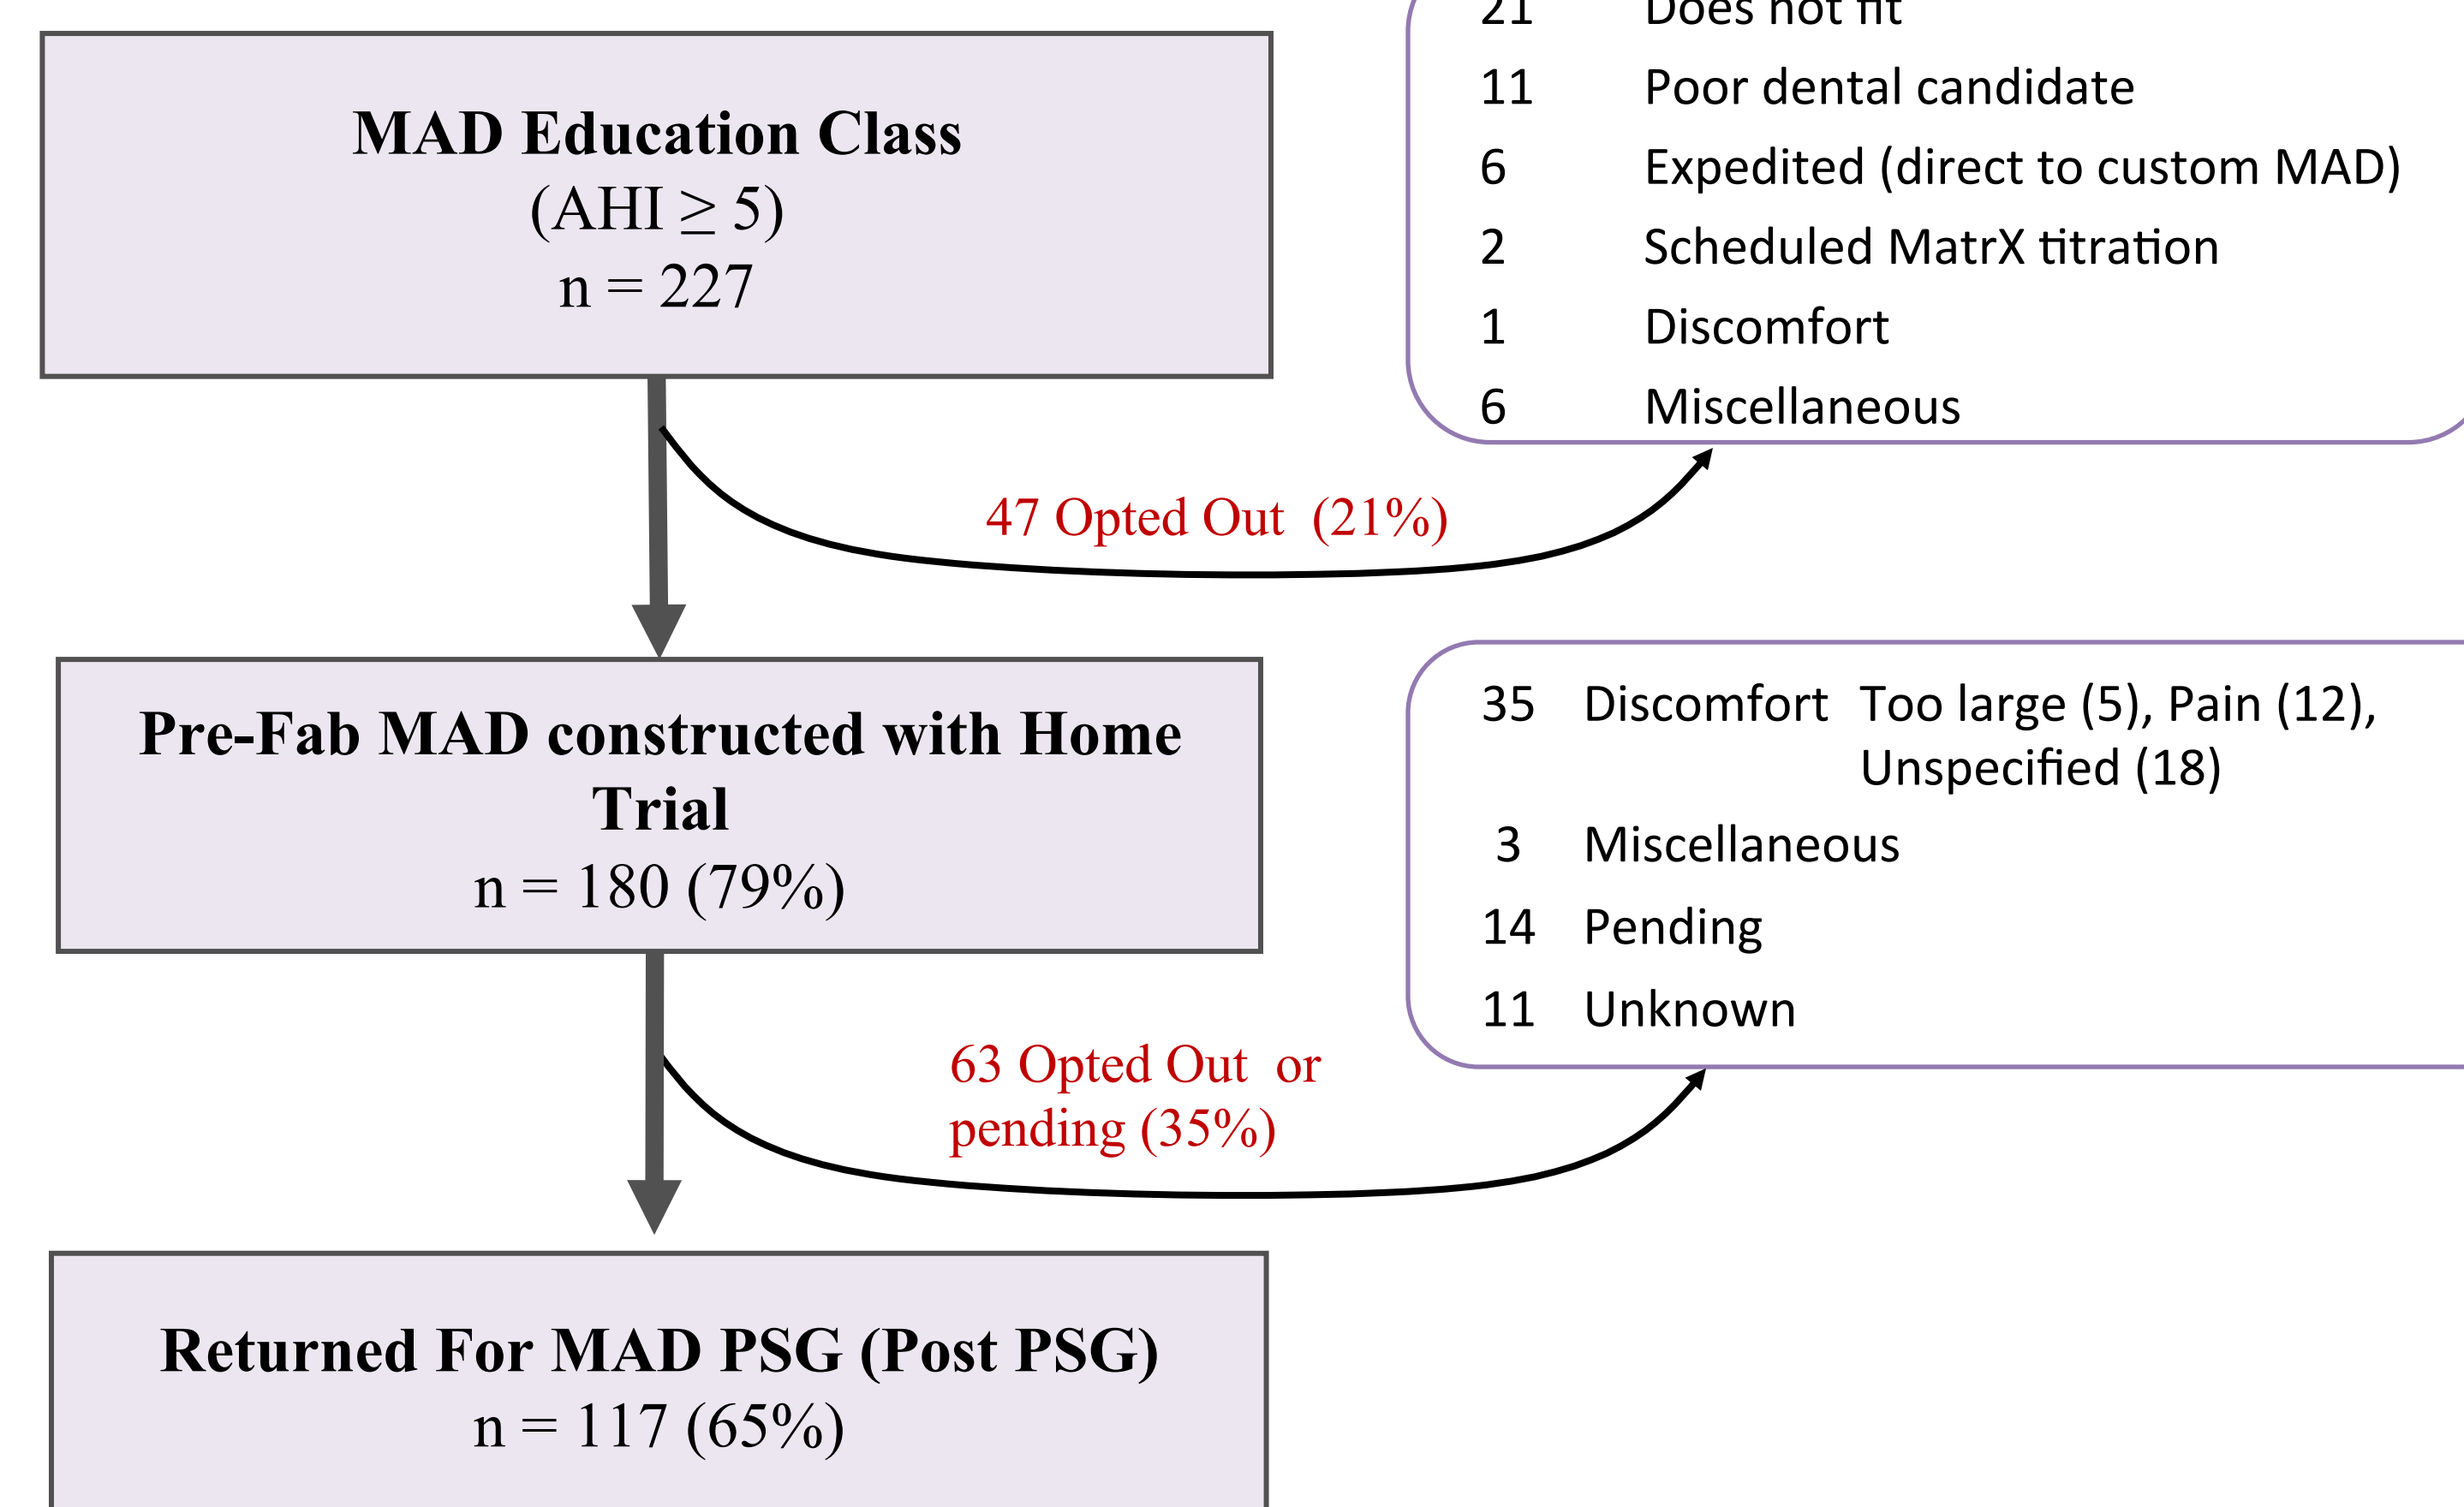 MAD Education Class
(AHI ≥ 5)
n = 227
21 Does not fit
11 Poor dental candidate
6 Expedited (direct to custom MAD)
2 Scheduled MatrX titration
1 Discomfort
6 Miscellaneous
47 Opted Out (21%)
Pre-Fab MAD constructed with Home
Trial
n = 180 (79%)
35 Discomfort Too large (5), Pain (12),
Unspecified (18)
3 Miscellaneous
14 Pending
11 Unknown
63 Opted Out or
pending (35%)
Returned For MAD PSG (Post PSG)
n = 117 (65%)